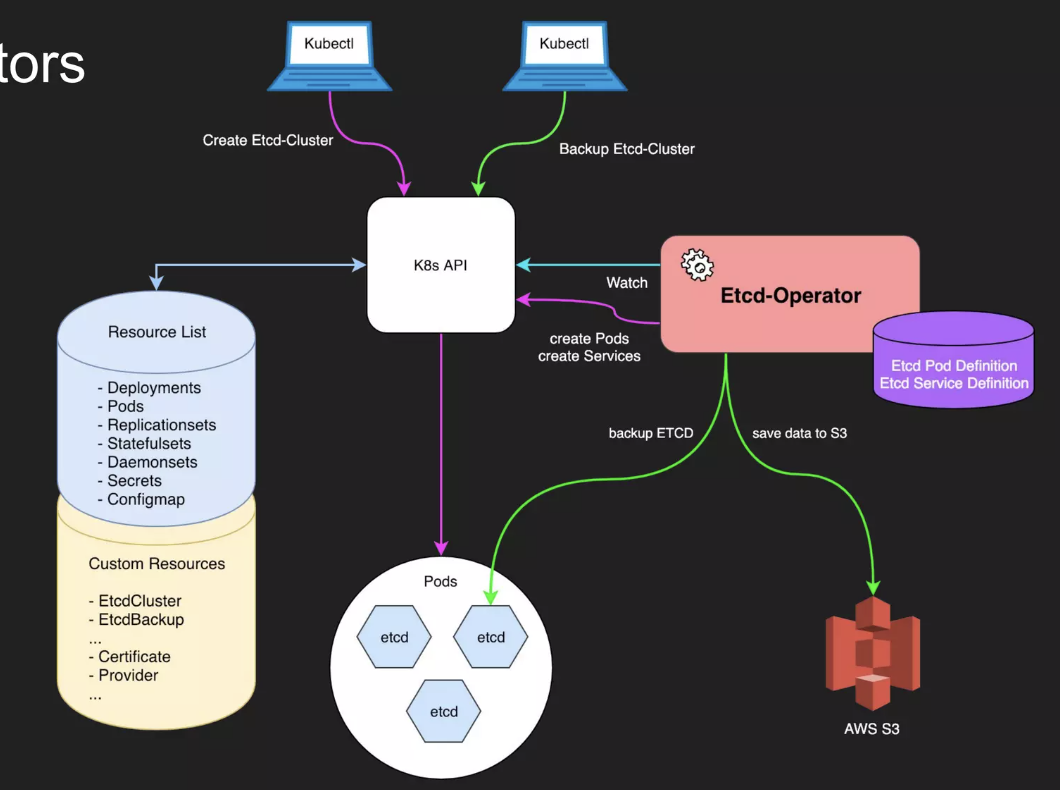 tors
Kubectl
Kubectl
Create Etcd-Cluster
Backup Etcd-Cluster
K8s API
Watch
create Pods
create Services
Etcd-Operator
Etcd Pod Definition
Etcd Service Definition
Resource List
- Deployments
- Pods
- Replicationsets
- Statefulsets
- Daemonsets
- Secrets
- Configmap
Custom Resources
- EtcdCluster
- EtcdBackup
...
- Certificate
- Provider
...
backup ETCD
save data to S3
Pods
etcd
etcd
etcd
AWS S3